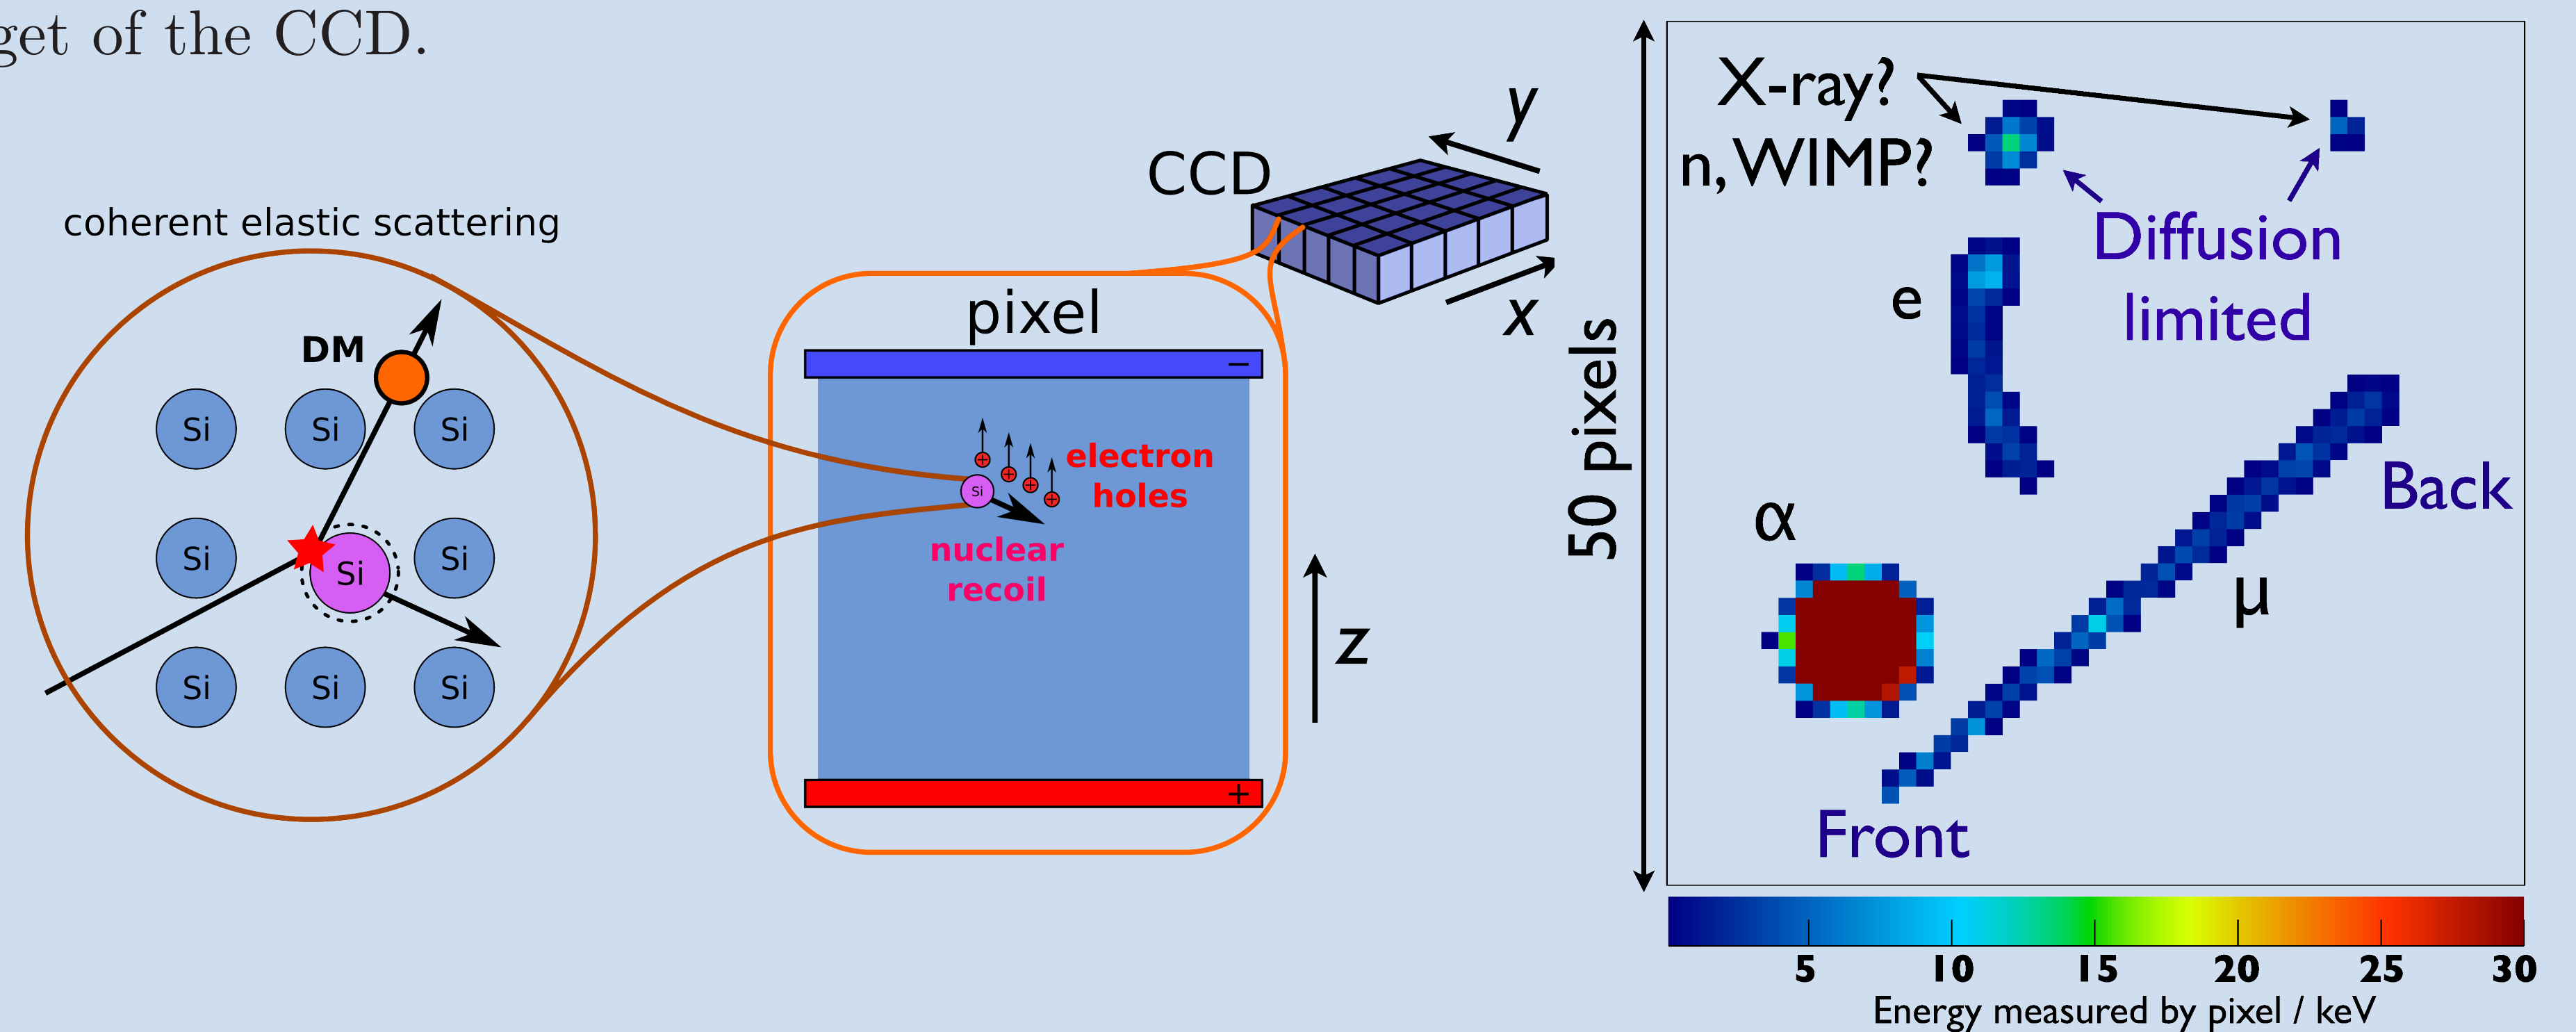 get of the CCD.
coherent elastic scattering
DM
Si Si Si
Si Si Si
Si Si Si
CCD
y
x
pixel
−
electron
holes
Si
nuclear
recoil
+
z
50 pixels
X-ray?
n, WIMP?
Diffusion
limited
e
Back
α
μ
Front
5 10 15 20 25 30
Energy measured by pixel / keV